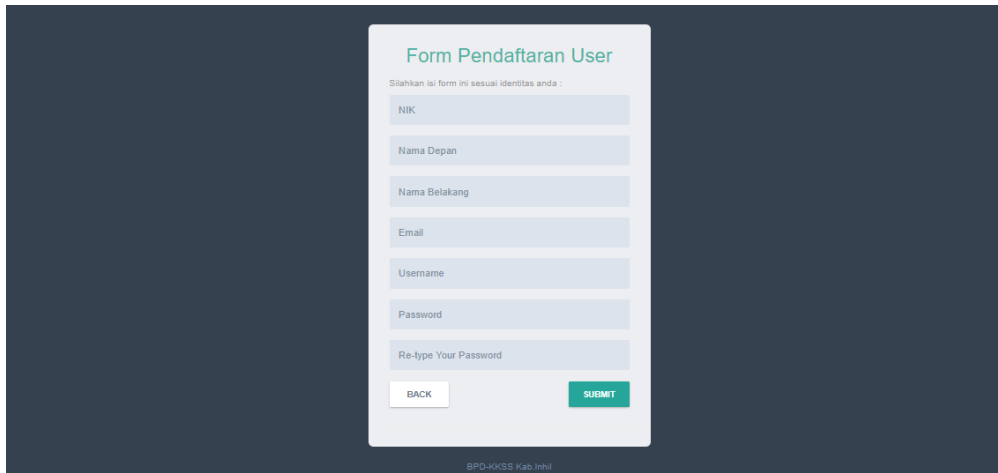 Form Pendaftaran User
Silahkan isi form ini sesuai identitas anda :
NIK
Nama Depan
Nama Belakang
Email
Username
Password
Re-type Your Password
BACK
SUBMIT
BPD-KKSS Kab.Inhil